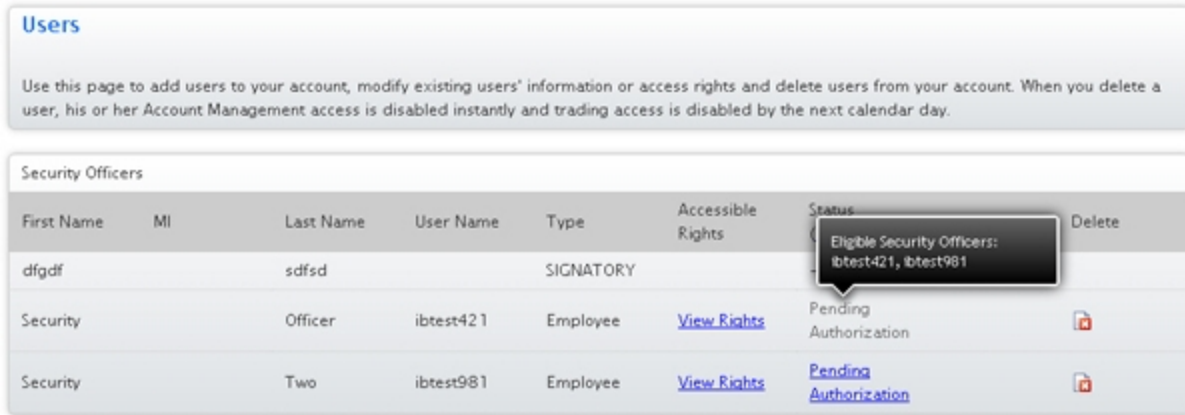 Users
Use this page to add users to your account, modify existing users' information or access rights and delete users from your account. When you delete a
user, his or her Account Management access is disabled instantly and trading access is disabled by the next calendar day.
Security Officers
First Name MI Last Name User Name Type Accessible Rights Status Delete
Eligible Security Officers:
ibtest421, ibtest981
dfgdf sdfsd SIGNATORY
Security Officer ibtest421 Employee View Rights Pending Authorization
Security Two ibtest981 Employee View Rights Pending Authorization